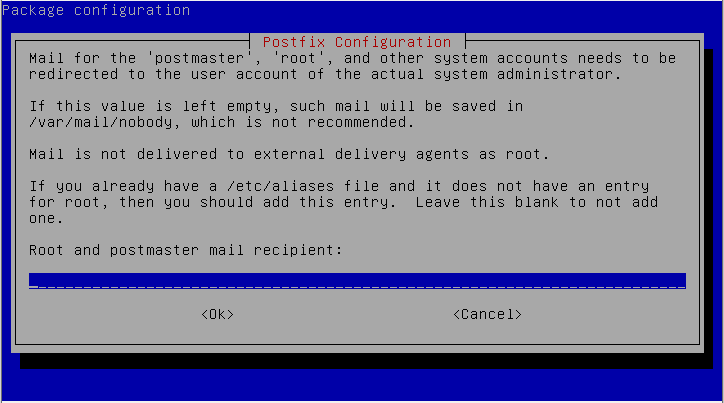 Package configuration
Postfix Configuration
Mail for the 'postmaster', 'root', and other system accounts needs to be
redirected to the user account of the actual system administrator.
If this value is left empty, such mail will be saved in
/var/mail/nobody, which is not recommended.
Mail is not delivered to external delivery agents as root.
If you already have a /etc/aliases file and it does not have an entry
for root, then you should add this entry.  Leave this blank to not add
one.
Root and postmaster mail recipient:
<Ok> <Cancel>